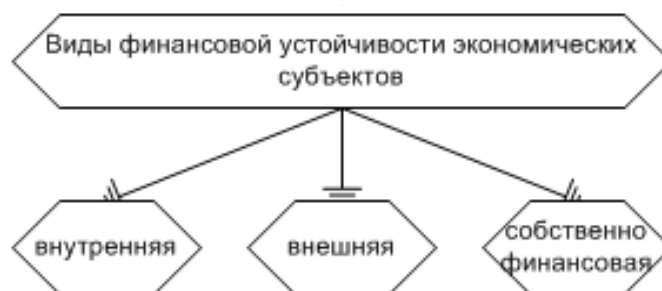 Виды финансовой устойчивости экономических
субъектов
внутренняя
внешняя
собственно
финансовая